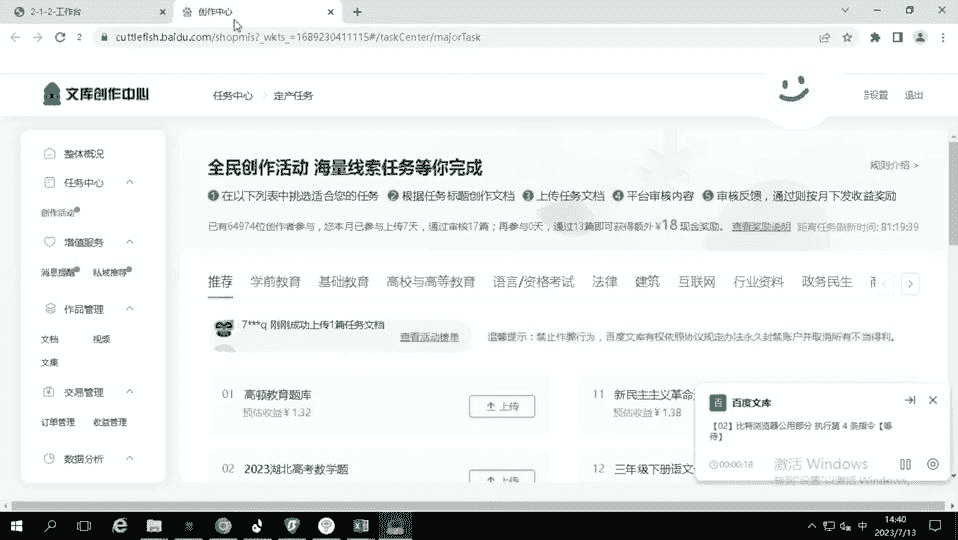 2-1-2-工作台
创作中心
cuttlefish.baidu.com/shopmis?_wkts_=1689230411115#/taskCenter/majorTask
文库创作中心
任务中心 > 定产任务
设置
退出
整体概况
任务中心
创作活动
增值服务
消息提醒
私域推荐
作品管理
文档
视频
文集
交易管理
订单管理
收益管理
数据分析
全民创作活动 海量线索任务等你完成
规则介绍 >
1 在以下列表中挑选适合您的任务 2 根据任务标题创作文档 3 上传任务文档 4 平台审核内容 5 审核反馈，通过则按月下发收益奖励
已有64974位创作者参与，您本月已参与上传7天，通过审核17篇；再参与0天，通过13篇即可获得额外¥18现金奖励。 查看奖励说明 距离任务刷新时间: 81:19:39
推荐 学前教育 基础教育 高校与高等教育 语言/资格考试 法律 建筑 互联网 行业资料 政务民生
7***q 刚刚成功上传1篇任务文档
查看活动榜单
温馨提示：禁止作弊行为，百度文库有权依照协议规定办法永久封禁账户并取消所有不当得利。
01 高顿教育题库
预估收益¥1.32
上传
11 新民主主义革命
预估收益¥1.38
02 2023湖北高考数学题
上传
12 三年级下册语文
百度文库
【02】比特浏览器公用部分 执行第 4 条指令【等待】
00:00:18
激活 Windows
转到"设置"以激活 Windows。
中
14:40
2023/7/13